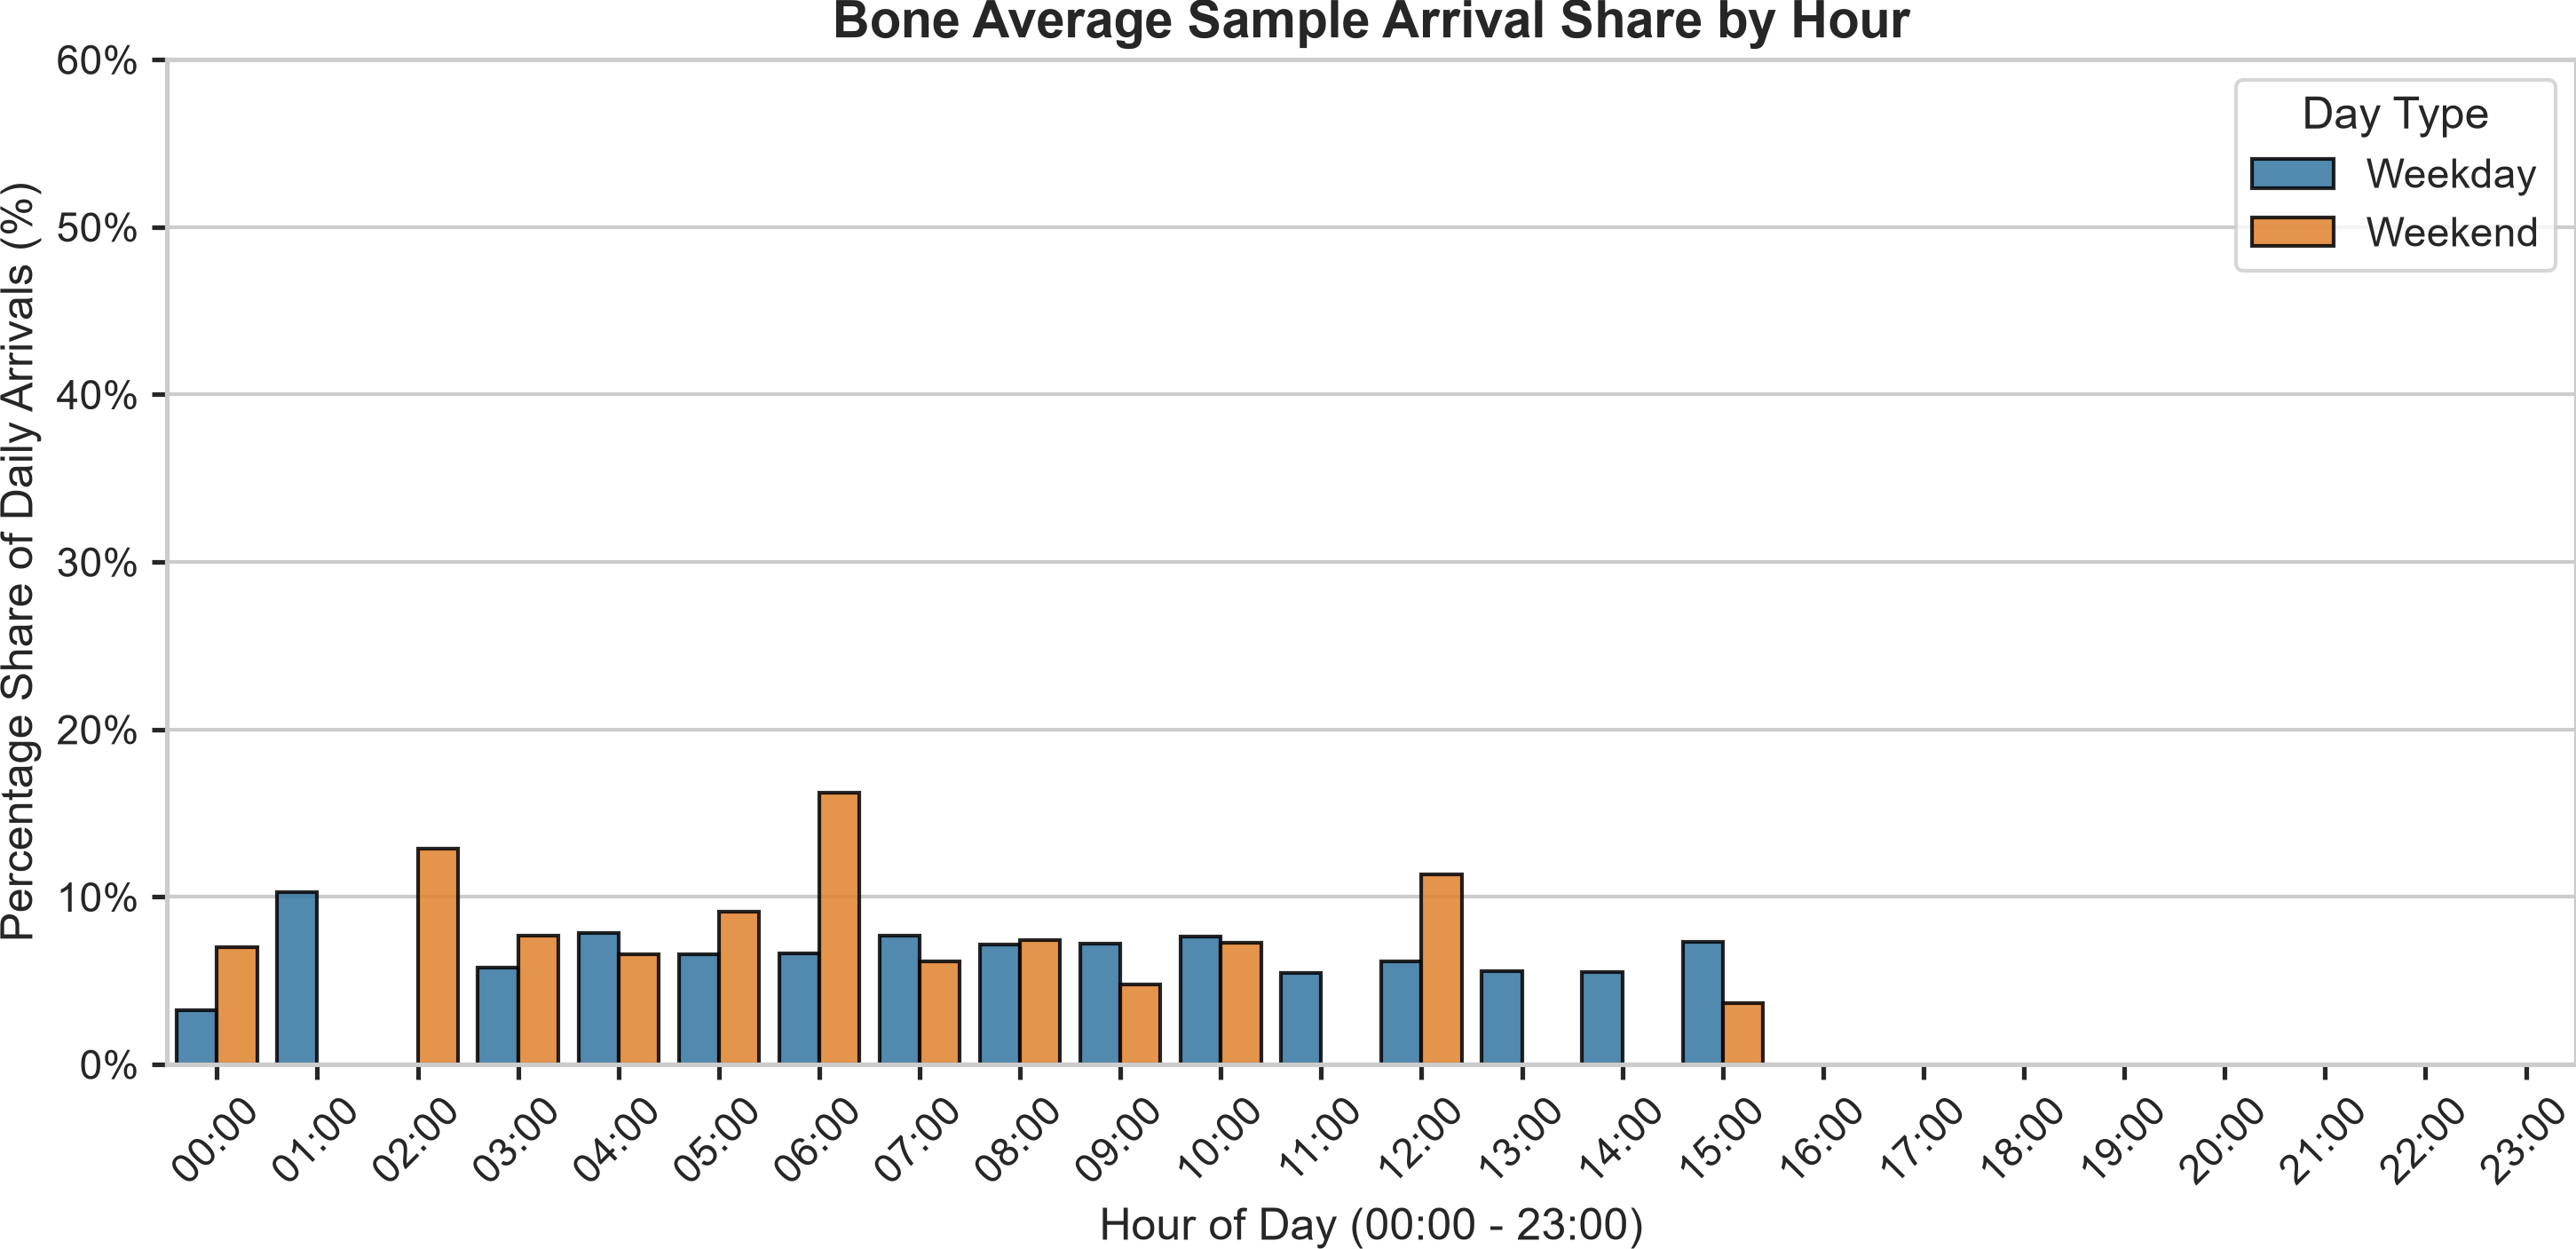 Bone Average Sample Arrival Share by Hour
60%
50%
40%
30%
20%
10%
0%
Percentage Share of Daily Arrivals (%)
Day Type
Weekday
Weekend
00:00 01:00 02:00 03:00 04:00 05:00 06:00 07:00 08:00 09:00 10:00 11:00 12:00 13:00 14:00 15:00 16:00 17:00 18:00 19:00 20:00 21:00 22:00 23:00
Hour of Day (00:00 - 23:00)